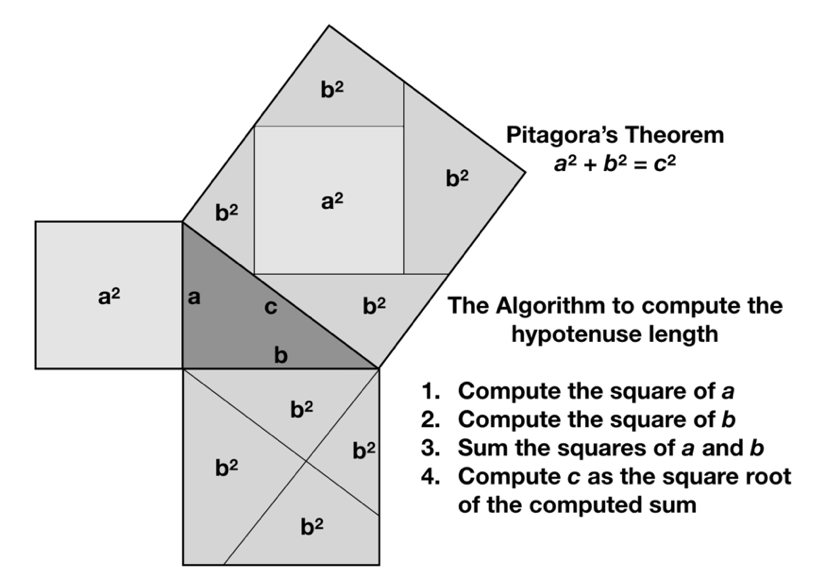 b²
Pitagora’s Theorem
a² + b² = c²
b²
a²
b²
a²
a
c
b²
b
The Algorithm to compute the
hypotenuse length
1. Compute the square of a
2. Compute the square of b
3. Sum the squares of a and b
4. Compute c as the square root
of the computed sum
b²
b²
b²
b²